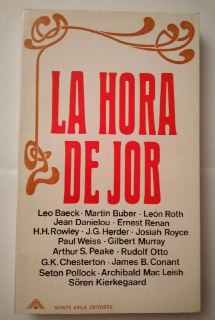 LA HORA
DE JOB
Leo Baeck · Martin Buber · León Roth
Jean Danielou · Ernest Renan
H.H. Rowley · J.G. Herder · Josiah Royce
Paul Weiss · Gilbert Murray
Arthur S. Peake · Rudolf Otto
G.K. Chesterton · James B. Conant
Seton Pollock · Archibald Mac Leish
Sören Kierkegaard
MONTE AVILA EDITORES